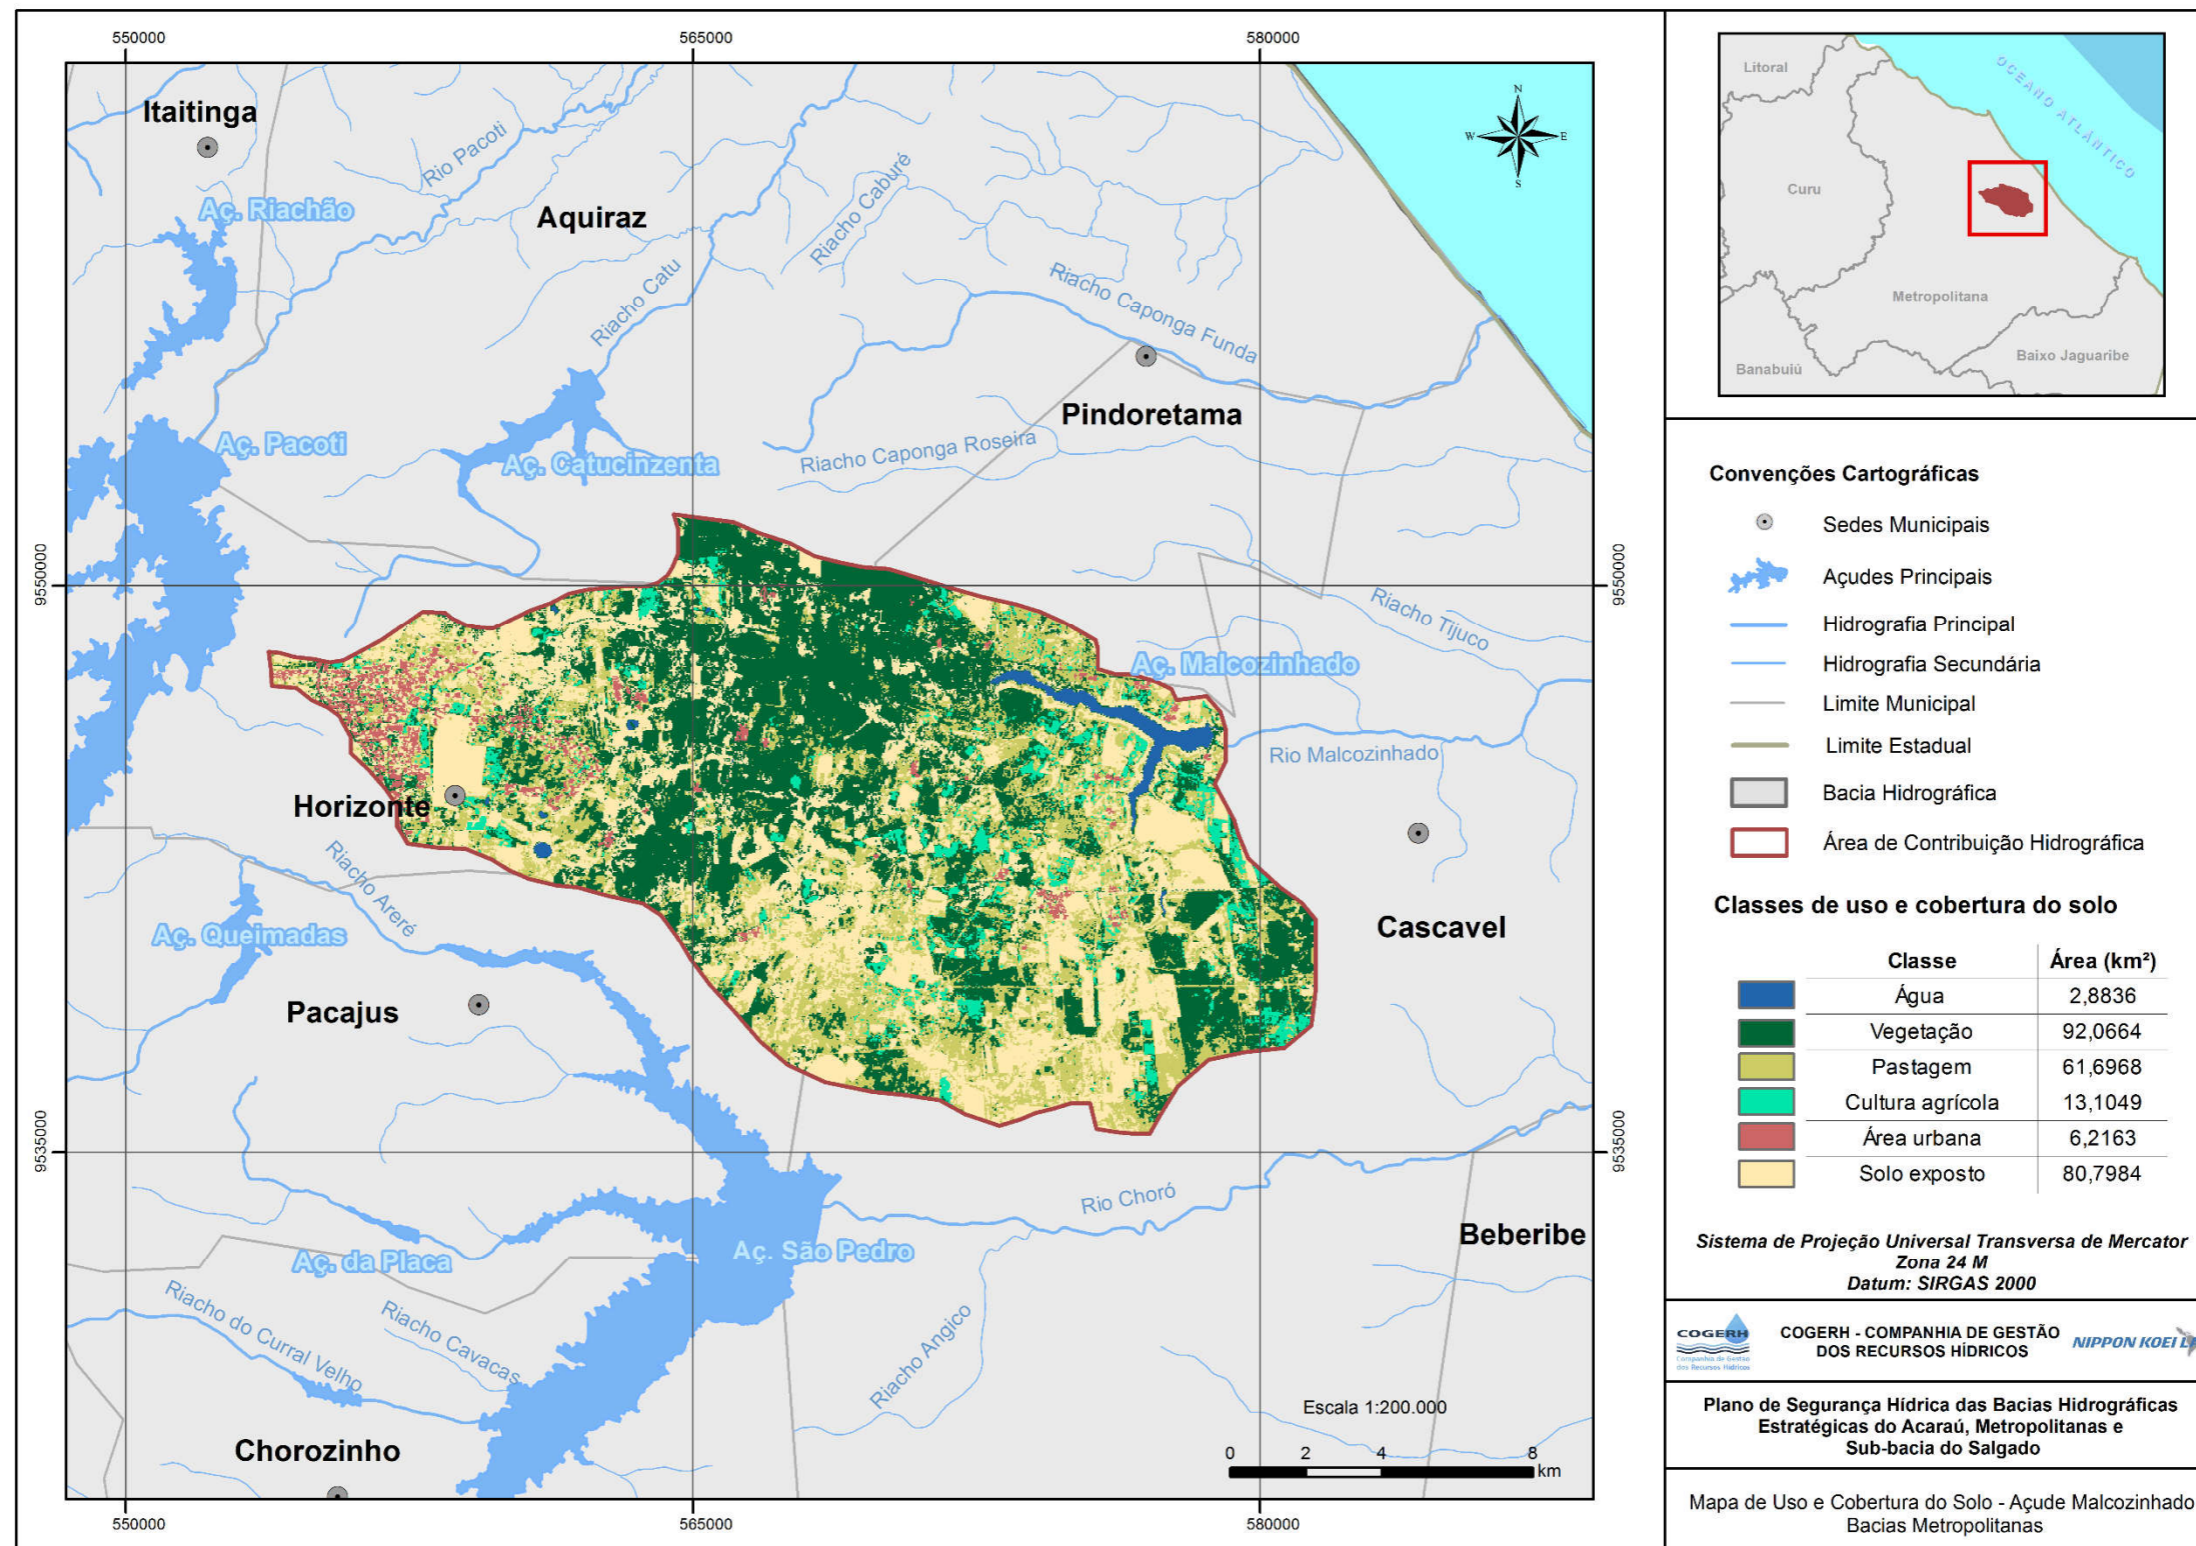 550000
565000
580000
Itaitinga
Rio Pacoti
Aç. Riachão
Aquiraz
Riacho Caburé
Riacho Catu
Riacho Caponga Funda
Pindoretama
Aç. Pacoti
Aç. Catucinzenta
Riacho Caponga Roseira
9550000
9550000
Riacho Tijuco
Aç. Malcozinhado
Rio Malcozinhado
Horizonte
Riacho Areré
Cascavel
Aç. Queimadas
Pacajus
9535000
9535000
Rio Choró
Beberibe
Aç. São Pedro
Aç. da Placa
Riacho do Curral Velho
Riacho Cavacas
Riacho Angico
Chorozinho
Escala 1:200.000
0 2 4 8
km
550000
565000
580000
N
W E
S
Litoral
OCEANO ATLÂNTICO
Curu
Metropolitana
Baixo Jaguaribe
Banabuiú
Convenções Cartográficas
Sedes Municipais
Açudes Principais
Hidrografia Principal
Hidrografia Secundária
Limite Municipal
Limite Estadual
Bacia Hidrográfica
Área de Contribuição Hidrográfica
Classes de uso e cobertura do solo
Classe Área (km²)
Água 2,8836
Vegetação 92,0664
Pastagem 61,6968
Cultura agrícola 13,1049
Área urbana 6,2163
Solo exposto 80,7984
Sistema de Projeção Universal Transversa de Mercator
Zona 24 M
Datum: SIRGAS 2000
COGERH
Companhia de Gestão
dos Recursos Hídricos
COGERH - COMPANHIA DE GESTÃO
DOS RECURSOS HÍDRICOS
NIPPON KOEI
Plano de Segurança Hídrica das Bacias Hidrográficas
Estratégicas do Acaraú, Metropolitanas e
Sub-bacia do Salgado
Mapa de Uso e Cobertura do Solo - Açude Malcozinhado
Bacias Metropolitanas